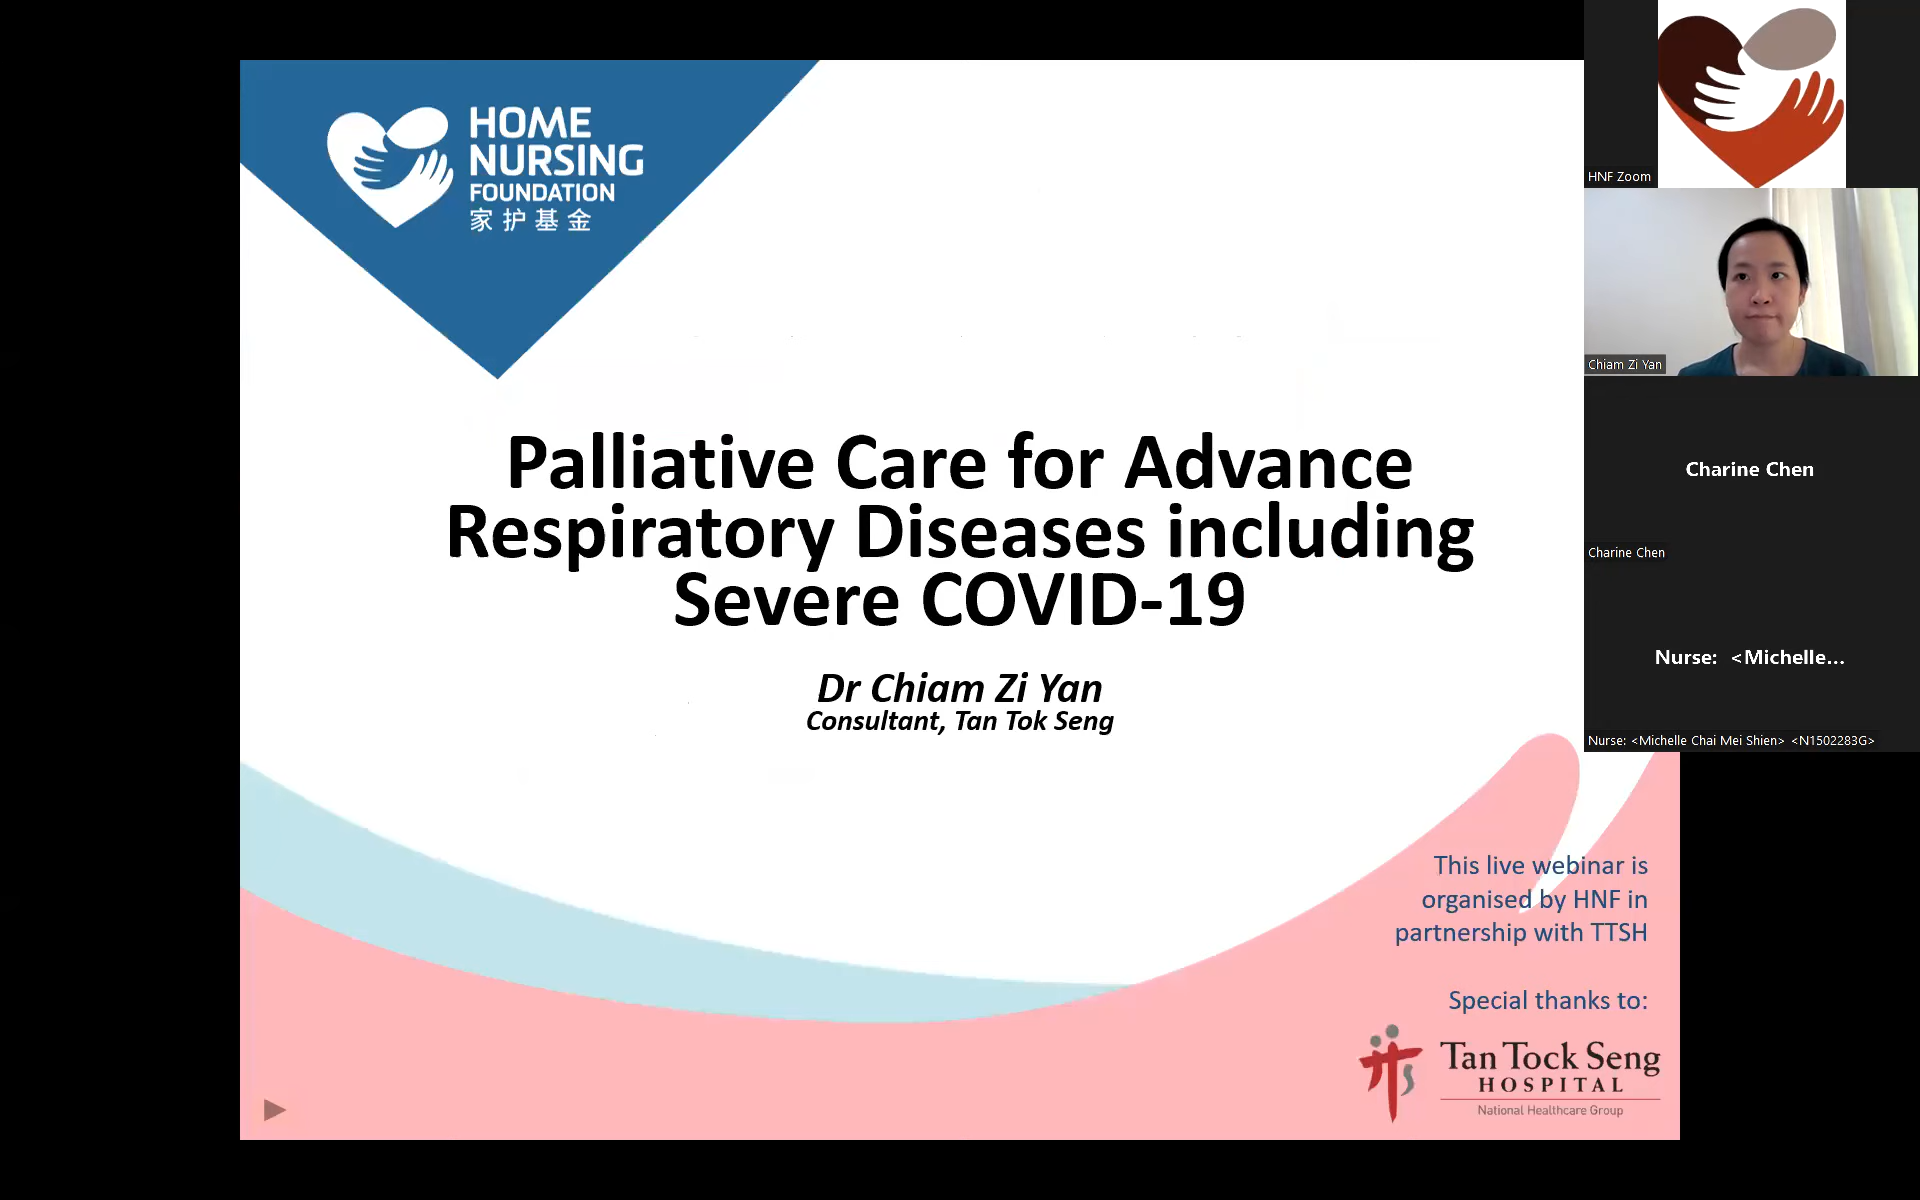 HOME
NURSING
FOUNDATION
家护基金
Palliative Care for Advance
Respiratory Diseases including
Severe COVID-19
Dr Chiam Zi Yan
Consultant, Tan Tok Seng
This live webinar is
organised by HNF in
partnership with TTSH
Special thanks to:
Tan Tock Seng
HOSPITAL
National Healthcare Group
HNF Zoom
Chiam Zi Yan
Charine Chen
Charine Chen
Nurse: <Michelle...
Nurse: <Michelle Chai Mei Shien> <N1502283G>